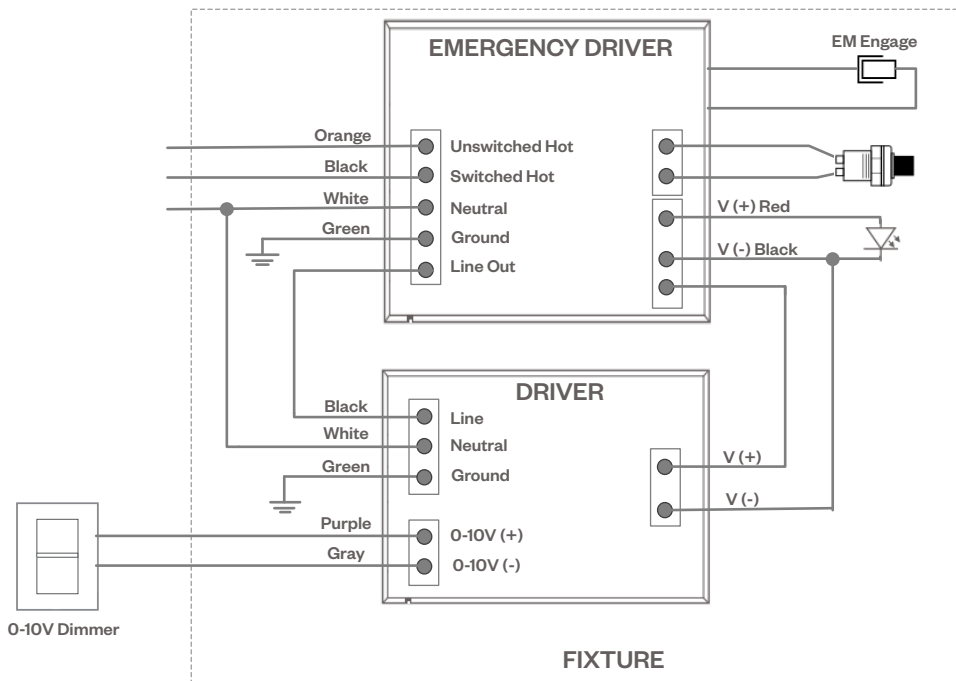 EMERGENCY DRIVER
EM Engage
Orange
Unswitched Hot
Black
Switched Hot
White
Neutral
V (+) Red
Green
Ground
V (-) Black
Line Out
DRIVER
Black
Line
White
Neutral
V (+)
Green
Ground
V (-)
Purple
0-10V (+)
Gray
0-10V (-)
0-10V Dimmer
FIXTURE